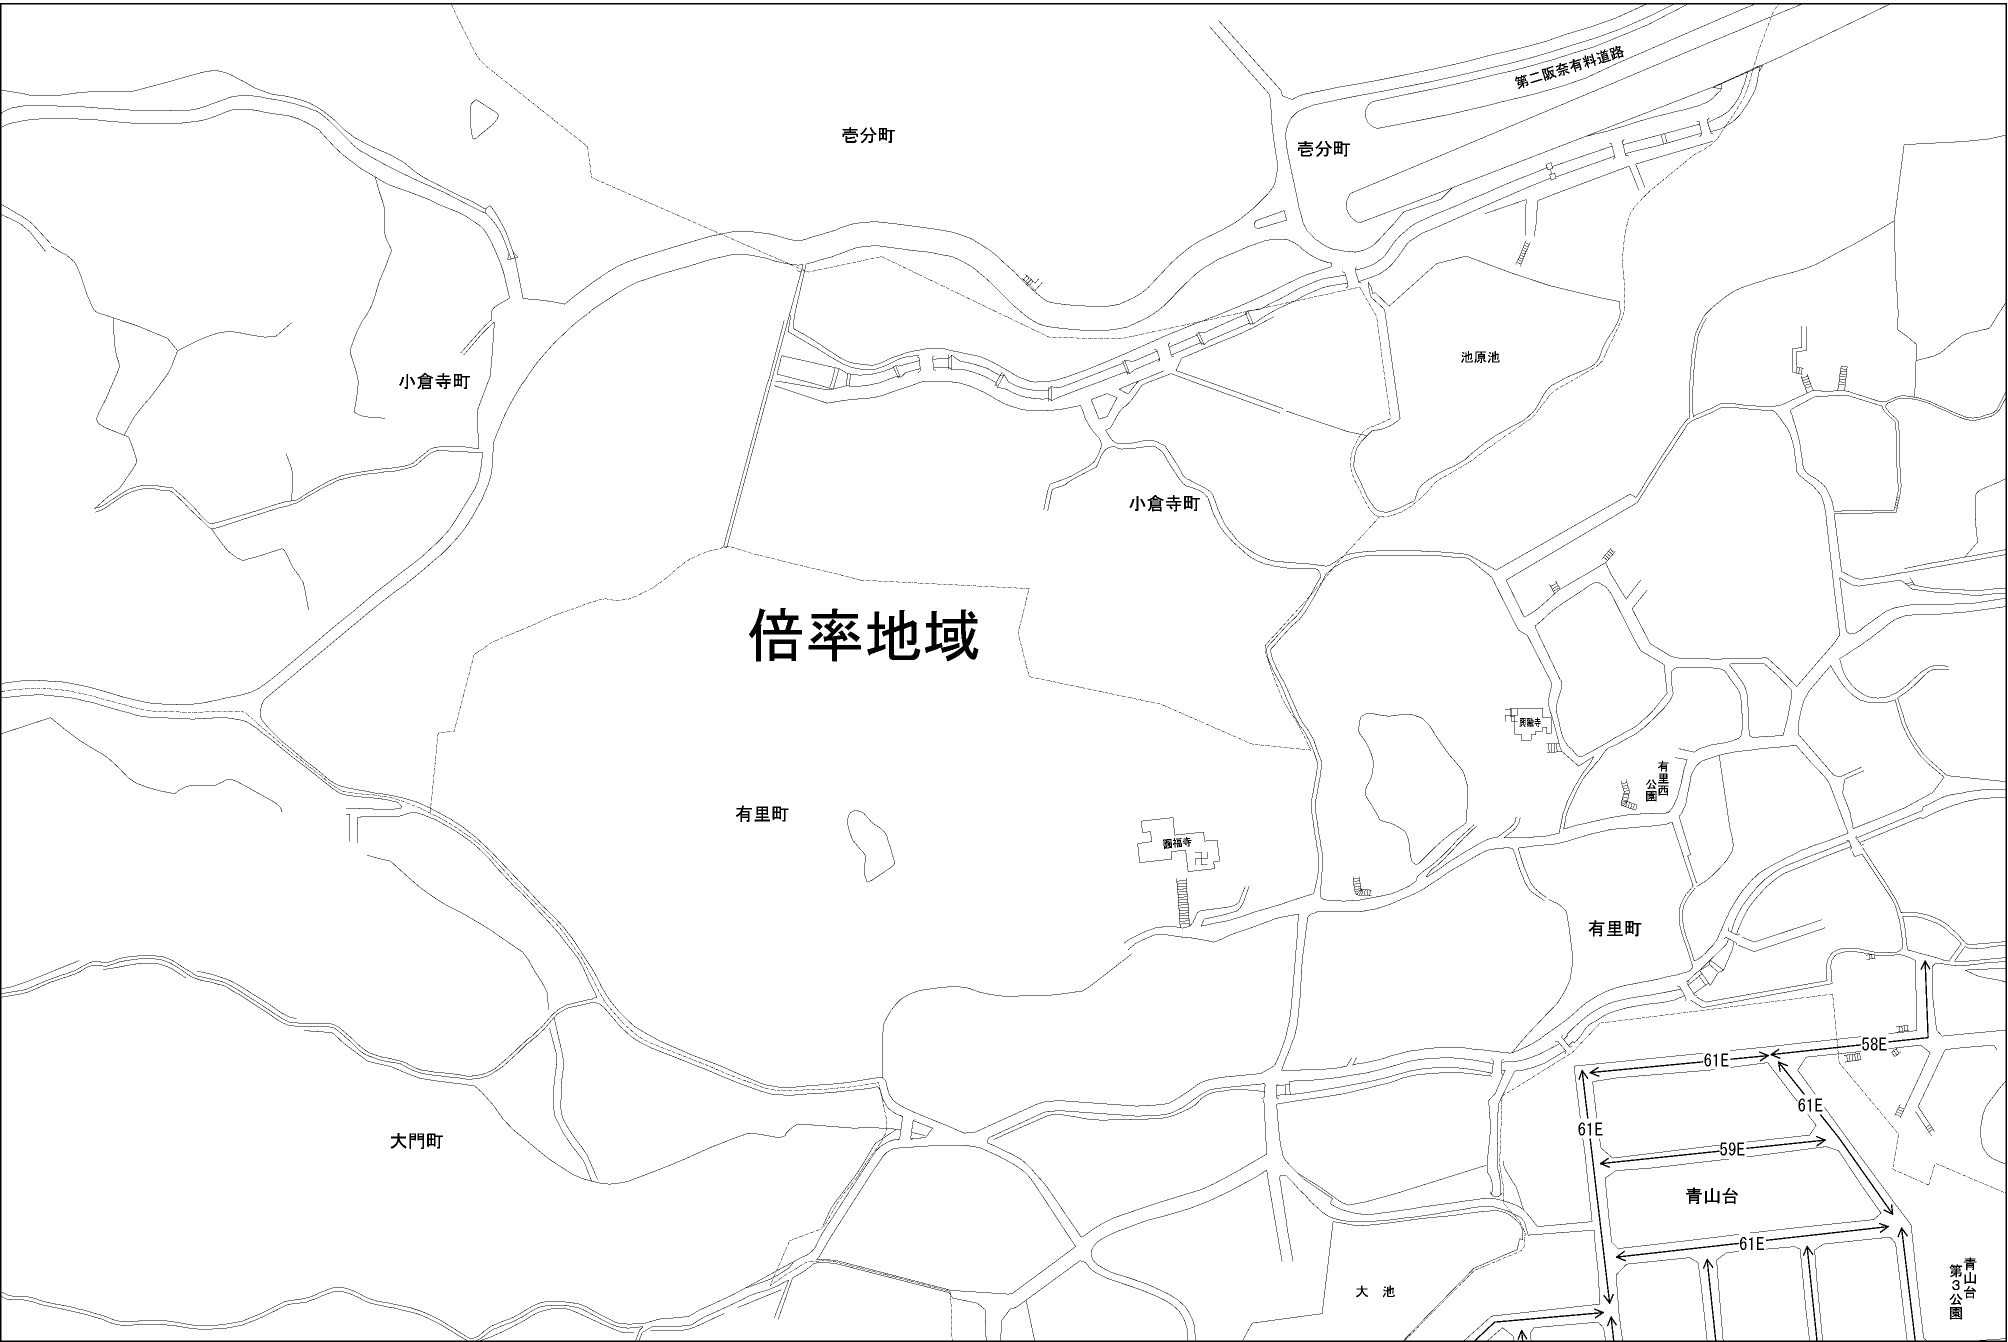 第二阪奈有料道路
壱分町
壱分町
池原池
小倉寺町
小倉寺町
倍率地域
興融寺
有里西
公園
有里町
圓福寺
有里町
58E
61E
61E
61E
59E
大門町
青山台
61E
大 池
青山台
第3公園